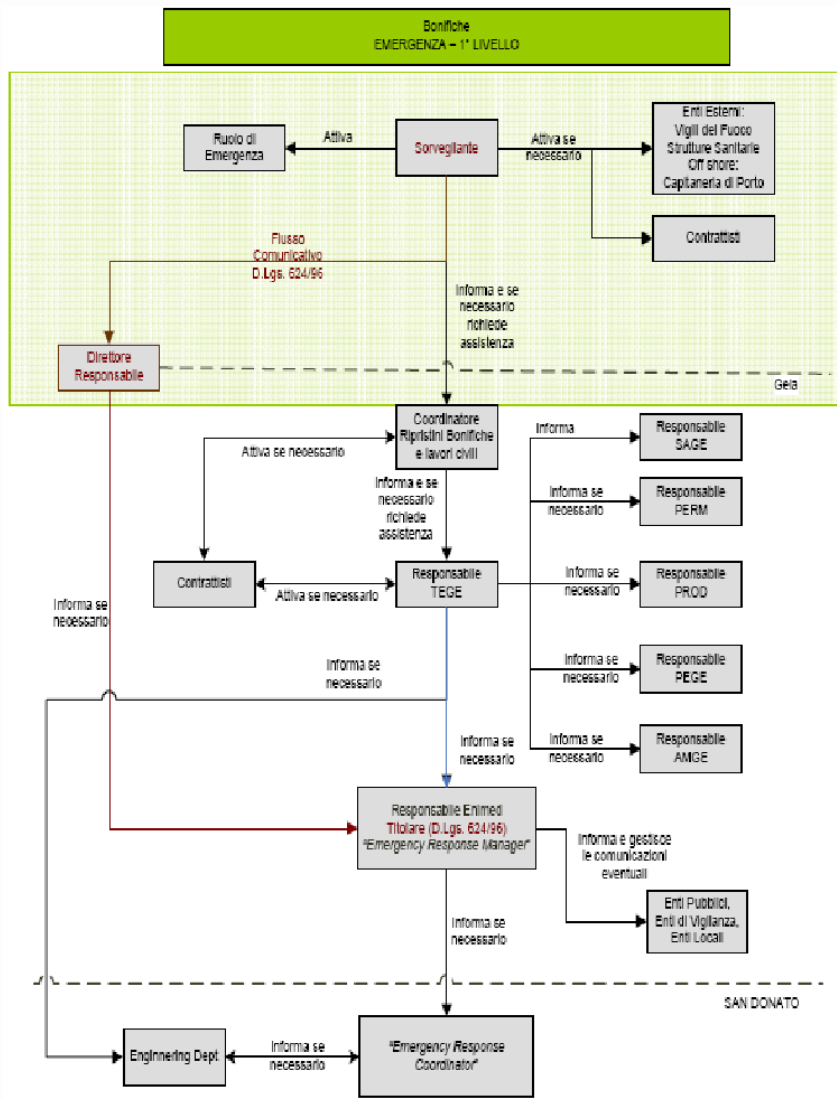 Bonifiche
EMERGENZA – 1° LIVELLO
Ruolo di
Emergenza
Attiva
Sorvegliante
Attiva se
necessario
Enti Esterni:
Vigili del Fuoco
Strutture Sanitarie
Off shore:
Capitaneria di Porto
Contrattisti
Flusso
Comunicativo
D.Lgs. 624/96
Informa e se
necessario
richiede
assistenza
Direttore
Responsabile
Gela
Coordinatore
Ripristini Bonifiche
e lavori civili
Attiva se necessario
Informa
Responsabile
SAGE
Informa e se
necessario
richiede
assistenza
Informa se
necessario
Responsabile
PERM
Contrattisti
Attiva se necessario
Responsabile
TEGE
Informa se
necessario
Responsabile
PROD
Informa se
necessario
Informa se
necessario
Informa se
necessario
Responsabile
PEGE
Informa se
necessario
Informa se
necessario
Responsabile
AMGE
Responsabile Enimed
Titolare (D.Lgs. 624/96)
"Emergency Response Manager"
Informa e gestisce
le comunicazioni
eventuali
Enti Pubblici,
Enti di Vigilanza,
Enti Locali
Informa se
necessario
SAN DONATO
Enginnering Dept
Informa se
necessario
"Emergency Response
Coordinator"